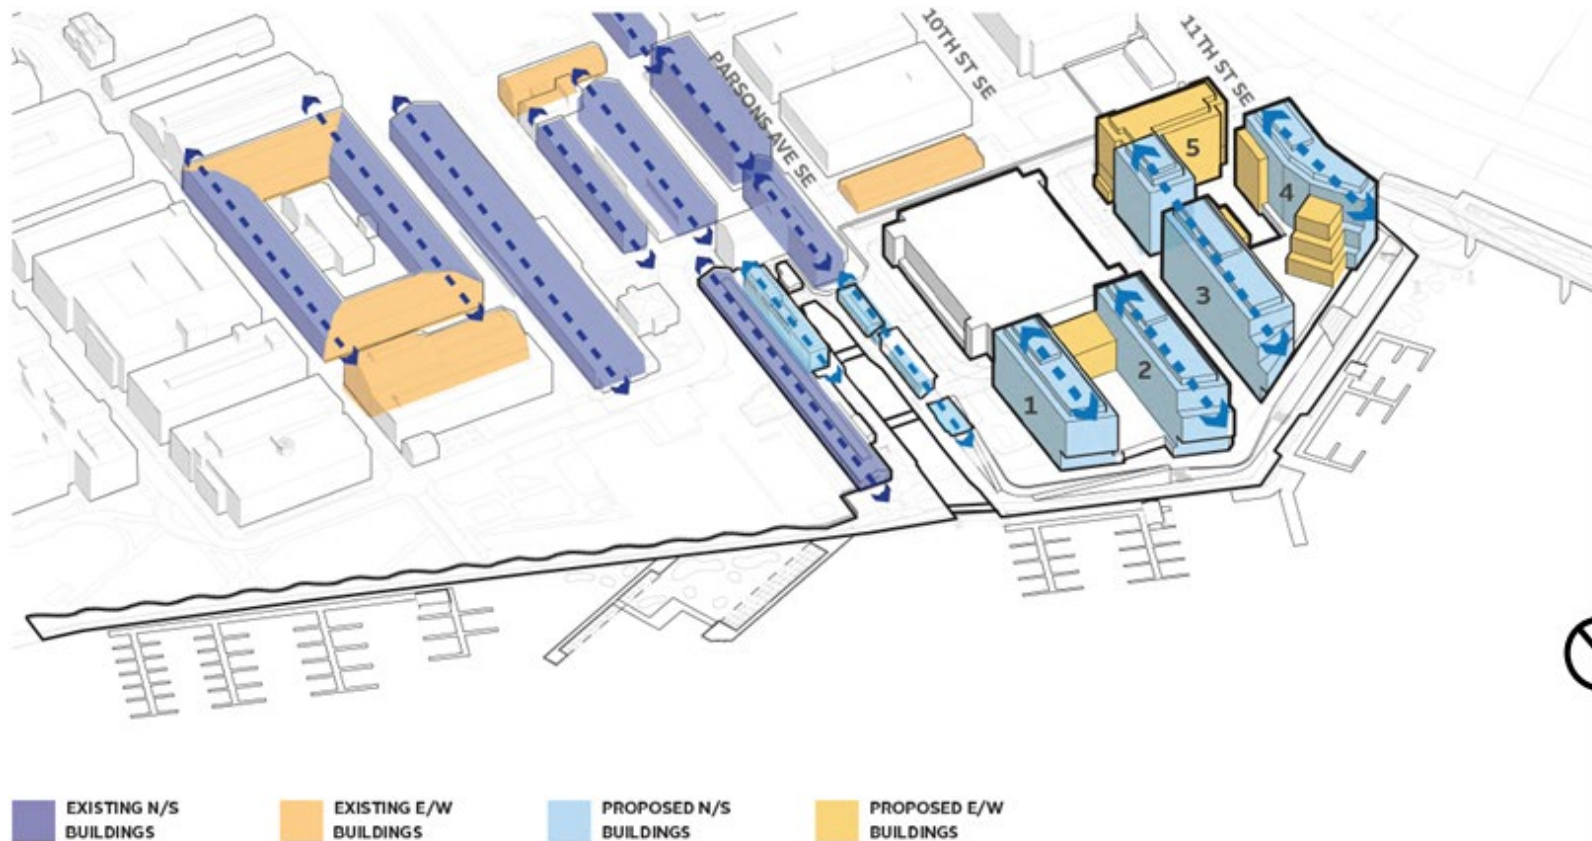 PARSONS AVE SE
10TH ST SE
11TH ST SE
5
4
3
2
1
EXISTING N/S
BUILDINGS
EXISTING E/W
BUILDINGS
PROPOSED N/S
BUILDINGS
PROPOSED E/W
BUILDINGS